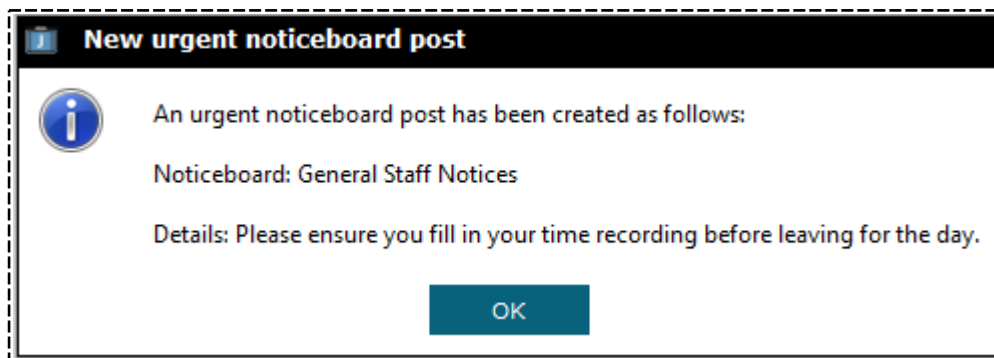 New urgent noticeboard post
An urgent noticeboard post has been created as follows:
Noticeboard: General Staff Notices
Details: Please ensure you fill in your time recording before leaving for the day.
OK